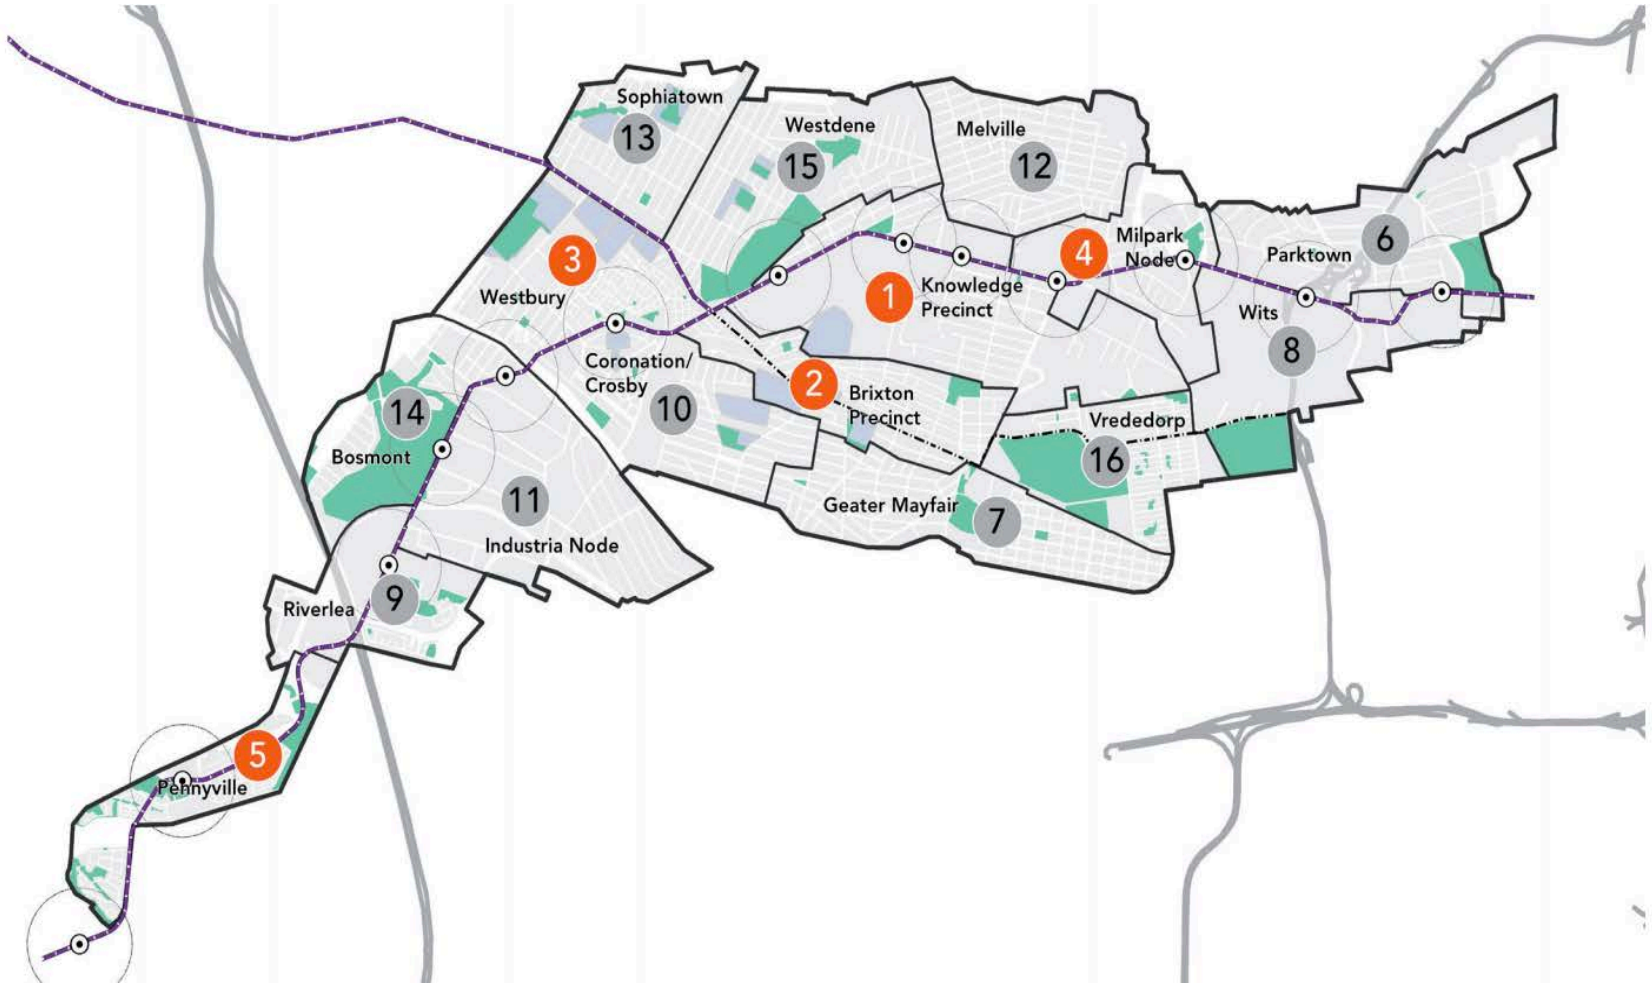 Sophiatown
13
Westdene
15
Melville
12
3
Westbury
4
Milpark
Node
Parktown
6
1
Knowledge
Precinct
Wits
8
Coronation/
Crosby
10
2
Brixton
Precinct
14
Bosmont
Vrededorp
16
11
Industria Node
Geater Mayfair
7
Riverlea
9
5
Pennyville